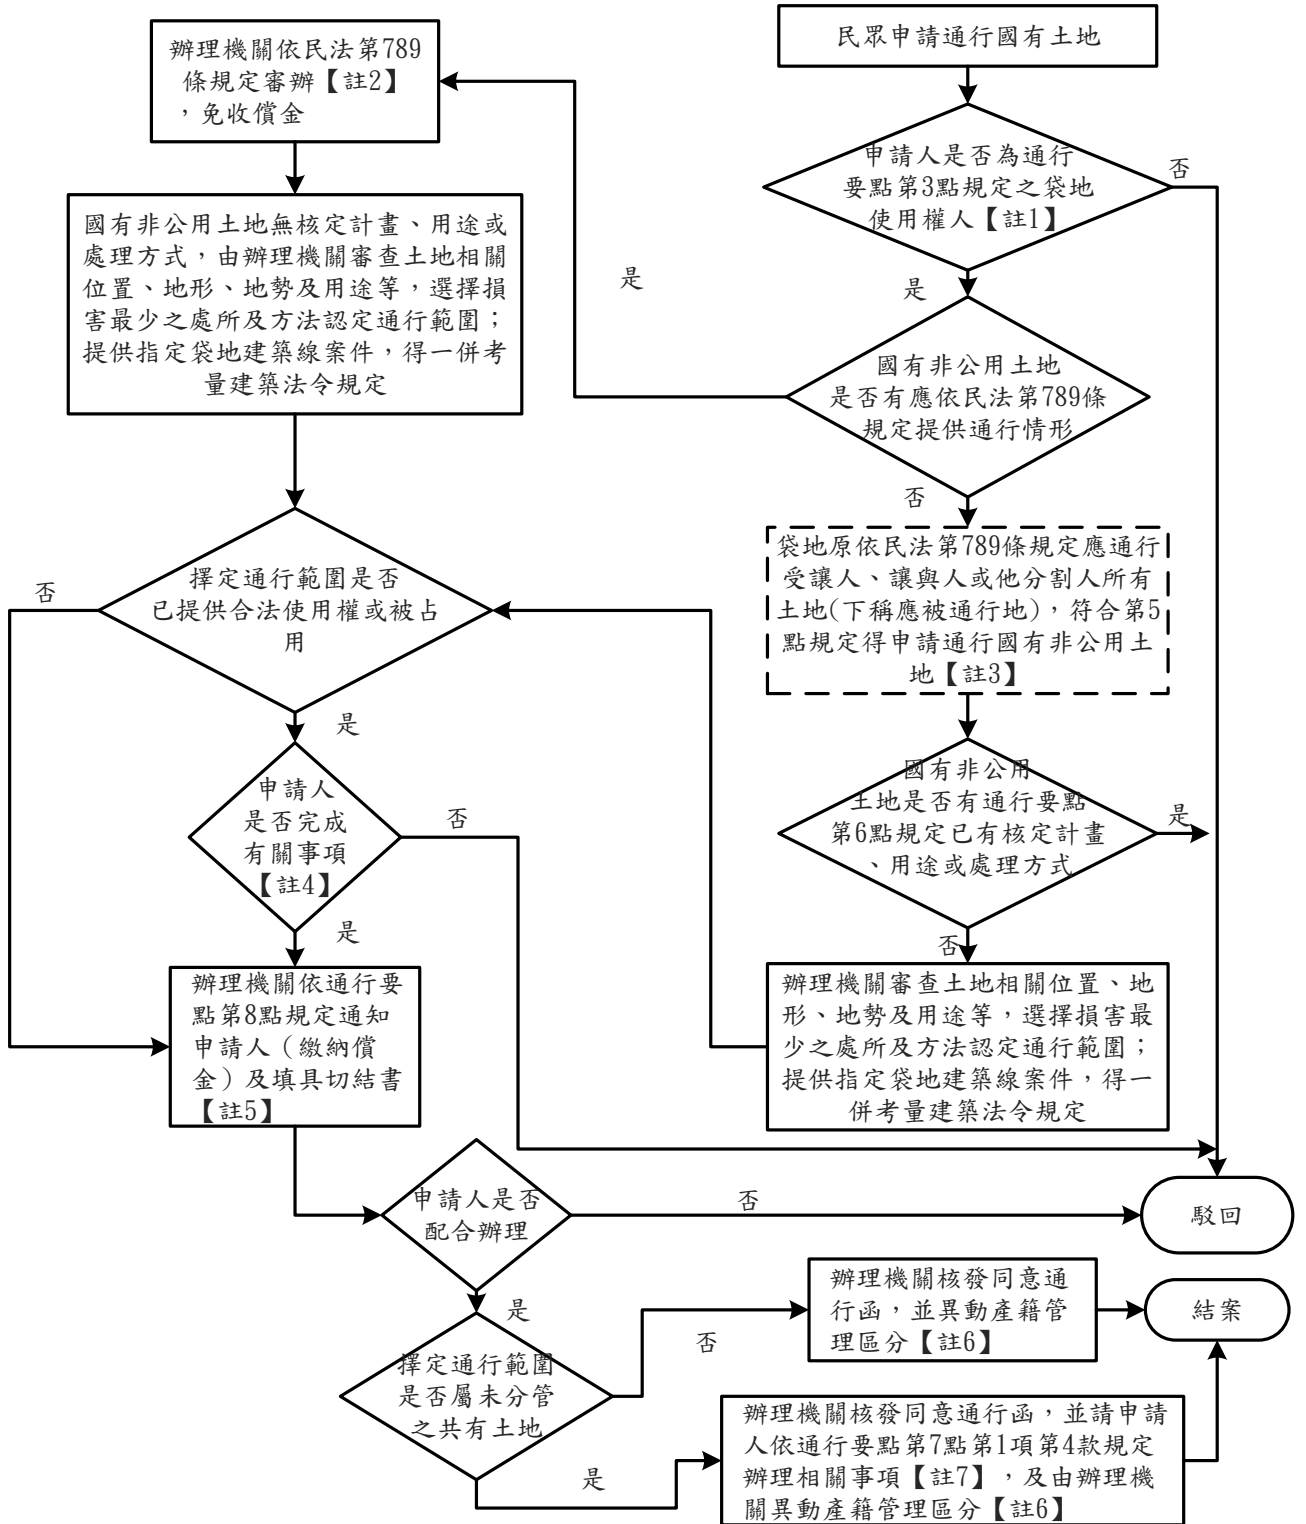 民眾申請通行國有土地
申請人是否為通行
要點第3點規定之袋地
使用權人【註1】
否
是
國有非公用土地
是否有應依民法第789條
規定提供通行情形
是
否
辦理機關依民法第789
條規定審辦【註2】
，免收償金
國有非公用土地無核定計畫、用途或
處理方式，由辦理機關審查土地相關
位置、地形、地勢及用途等，選擇損
害最少之處所及方法認定通行範圍；
提供指定袋地建築線案件，得一併考
量建築法令規定
袋地原依民法第789條規定應通行
受讓人、讓與人或他分割人所有
土地(下稱應被通行地)，符合第5
點規定得申請通行國有非公用土
地【註3】
國有非公用
土地是否有通行要點
第6點規定已有核定計畫
、用途或處理方式
是
否
辦理機關審查土地相關位置、地
形、地勢及用途等，選擇損害最
少之處所及方法認定通行範圍；
提供指定袋地建築線案件，得一
併考量建築法令規定
擇定通行範圍是否
已提供合法使用權或被占
用
否
是
申請人
是否完成
有關事項
【註4】
否
是
辦理機關依通行要
點第8點規定通知
申請人（繳納償
金）及填具切結書
【註5】
申請人是否
配合辦理
否
駁回
是
擇定通行範圍
是否屬未分管
之共有土地
否
辦理機關核發同意通
行函，並異動產籍管
理區分【註6】
結案
是
辦理機關核發同意通行函，並請申請
人依通行要點第7點第1項第4款規定
辦理相關事項【註7】，及由辦理機
關異動產籍管理區分【註6】